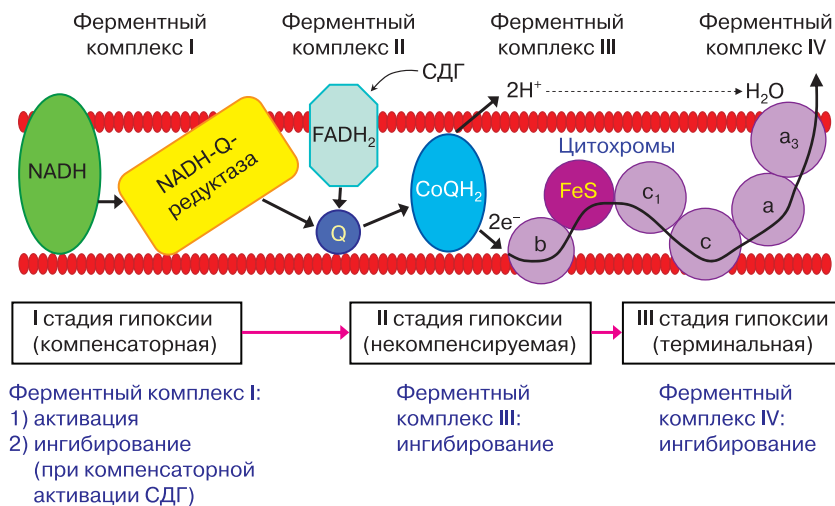 Ферментный
комплекс I
Ферментный
комплекс II
Ферментный
комплекс III
Ферментный
комплекс IV
СДГ
2H⁺
H₂O
NADH
NADH-Q-
редуктаза
FADH₂
Q
CoQH₂
2e⁻
Цитохромы
b
FeS
c₁
c
a
a₃
I стадия гипоксии
(компенсаторная)
II стадия гипоксии
(некомпенсируемая)
III стадия гипоксии
(терминальная)
Ферментный комплекс I:
1) активация
2) ингибирование
(при компенсаторной
активации СДГ)
Ферментный
комплекс III:
ингибирование
Ферментный
комплекс IV:
ингибирование